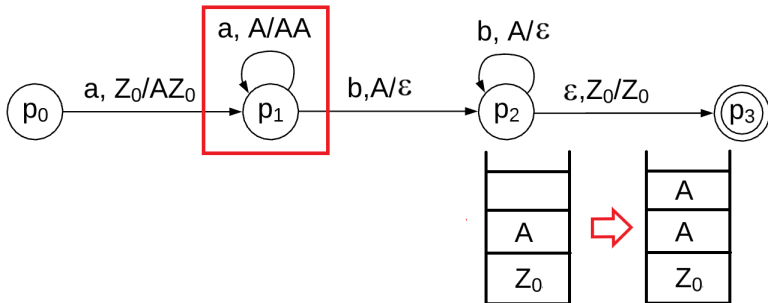 a, A/AA
b, A/ε
a, Z₀/AZ₀
b,A/ε
ε,Z₀/Z₀
p₀
p₁
p₂
p₃
A
A
A
Z₀
Z₀